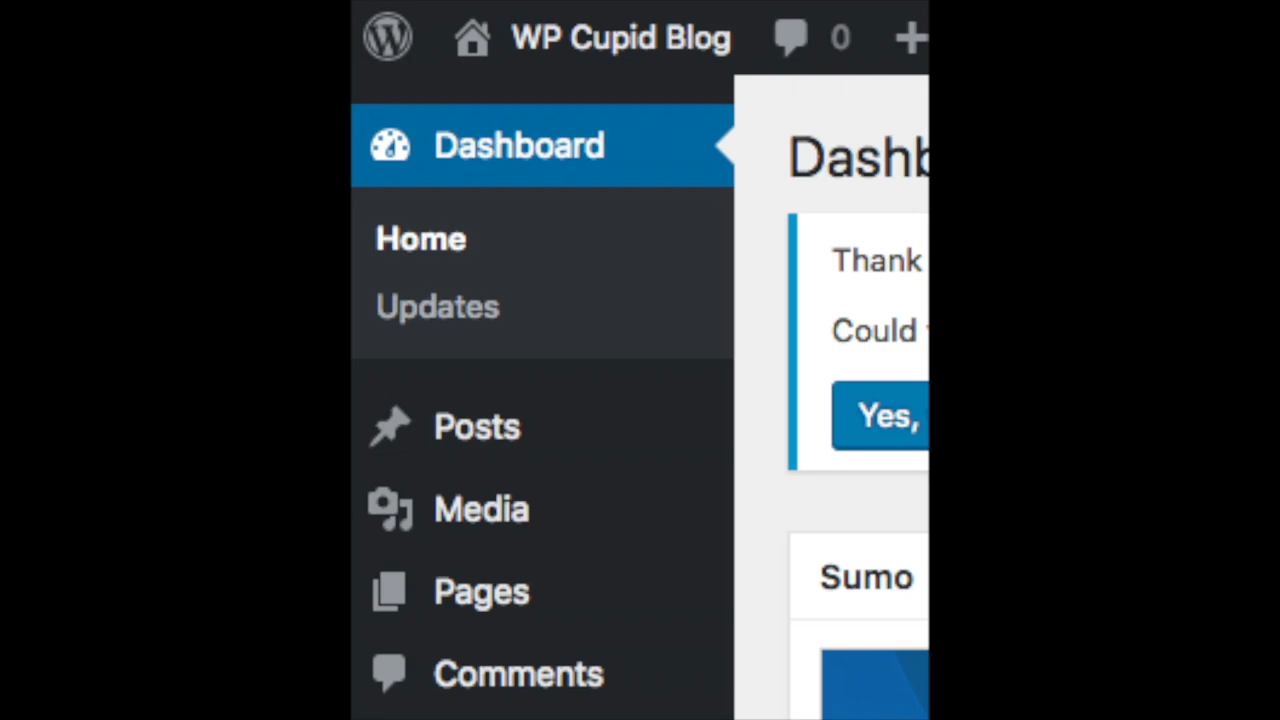 WP Cupid Blog 0
Dashboard
Home
Updates
Posts
Media
Pages
Comments
Dashb
Thank
Could
Yes,
Sumo